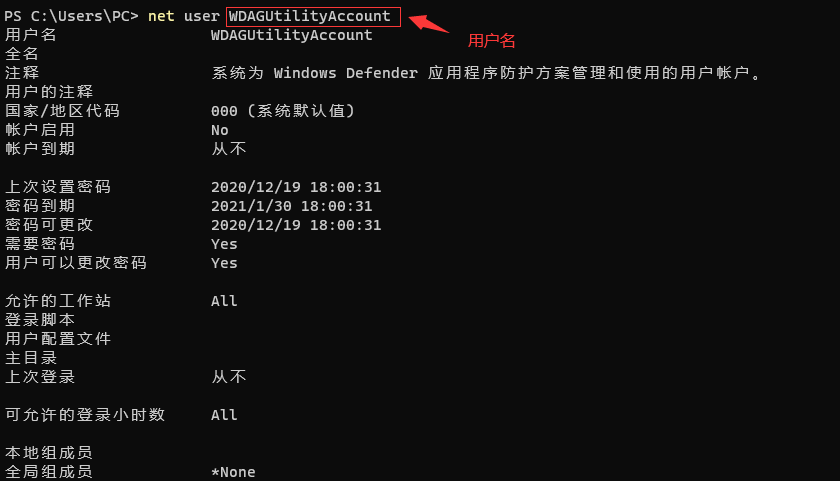 PS C:\Users\PC> net user WDAGUtilityAccount
用户名
用户名 WDAGUtilityAccount
全名
注释 系统为 Windows Defender 应用程序防护方案管理和使用的用户帐户。
用户的注释
国家/地区代码 000 (系统默认值)
帐户启用 No
帐户到期 从不
上次设置密码 2020/12/19 18:00:31
密码到期 2021/1/30 18:00:31
密码可更改 2020/12/19 18:00:31
需要密码 Yes
用户可以更改密码 Yes
允许的工作站 All
登录脚本
用户配置文件
主目录
上次登录 从不
可允许的登录小时数 All
本地组成员
全局组成员 *None